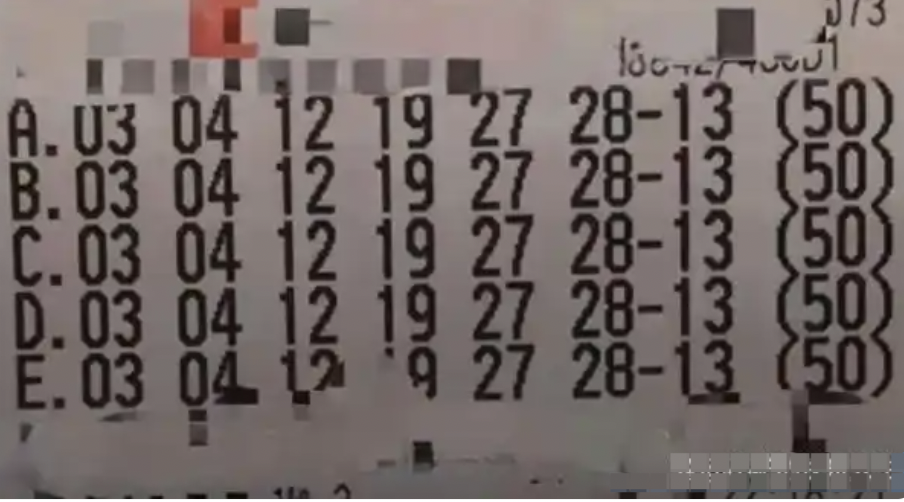 A.03 04 12 19 27 28-13 (50)
B.03 04 12 19 27 28-13 (50)
C.03 04 12 19 27 28-13 (50)
D.03 04 12 19 27 28-13 (50)
E.03 04 12 9 27 28-13 (50)